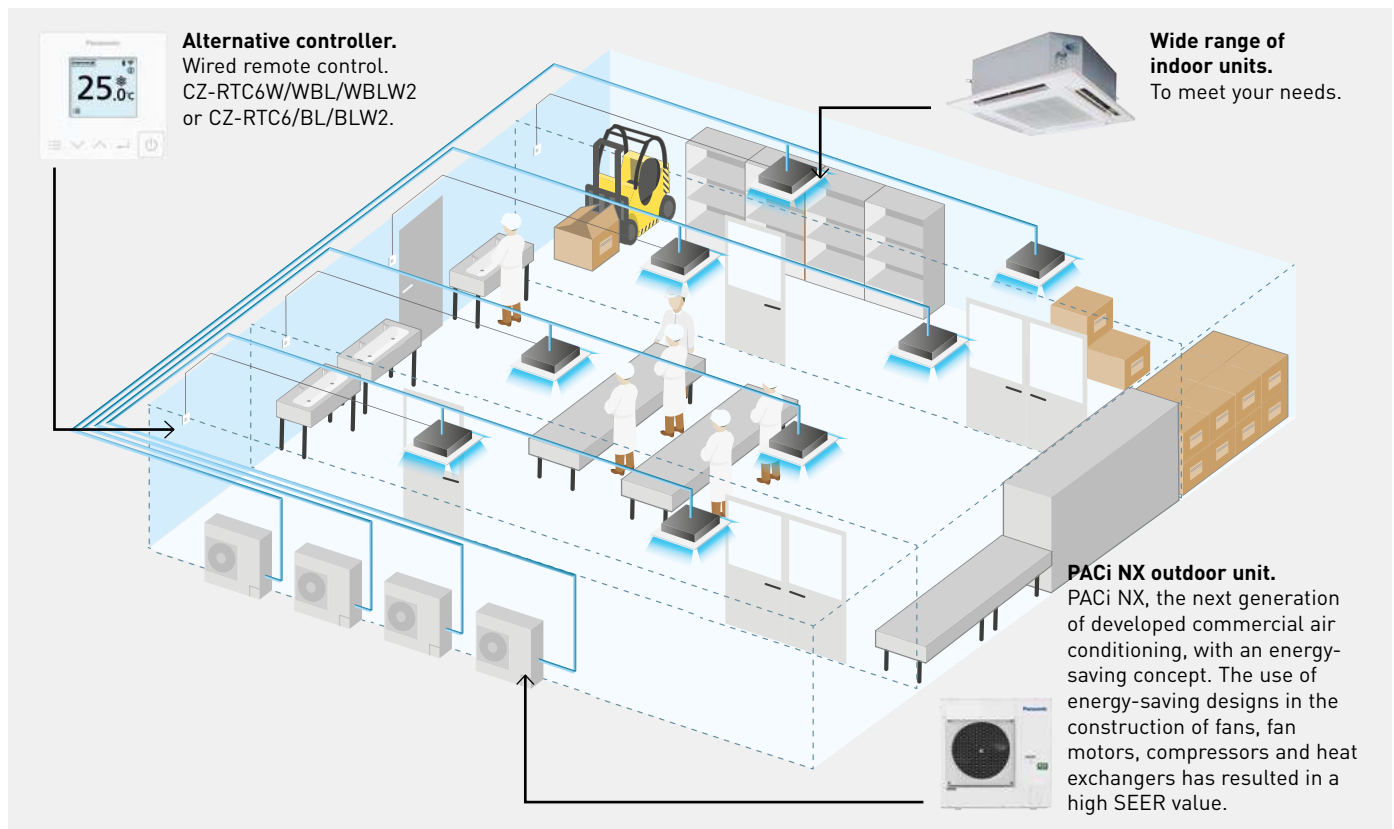 Panasonic
25.0°C
Alternative controller.
Wired remote control.
CZ-RTC6W/WBL/WBLW2
or CZ-RTC6/BL/BLW2.
Wide range of
indoor units.
To meet your needs.
PACi NX outdoor unit.
PACi NX, the next generation
of developed commercial air
conditioning, with an energy-
saving concept. The use of
energy-saving designs in the
construction of fans, fan
motors, compressors and heat
exchangers has resulted in a
high SEER value.
Panasonic